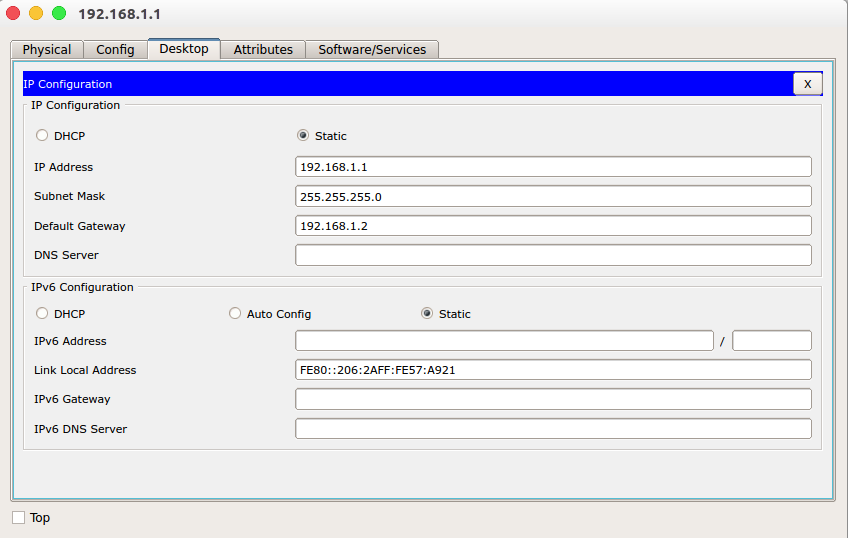 192.168.1.1
Physical Config Desktop Attributes Software/Services
IP Configuration X
IP Configuration
DHCP Static
IP Address 192.168.1.1
Subnet Mask 255.255.255.0
Default Gateway 192.168.1.2
DNS Server
IPv6 Configuration
DHCP Auto Config Static
IPv6 Address /
Link Local Address FE80::206:2AFF:FE57:A921
IPv6 Gateway
IPv6 DNS Server
Top